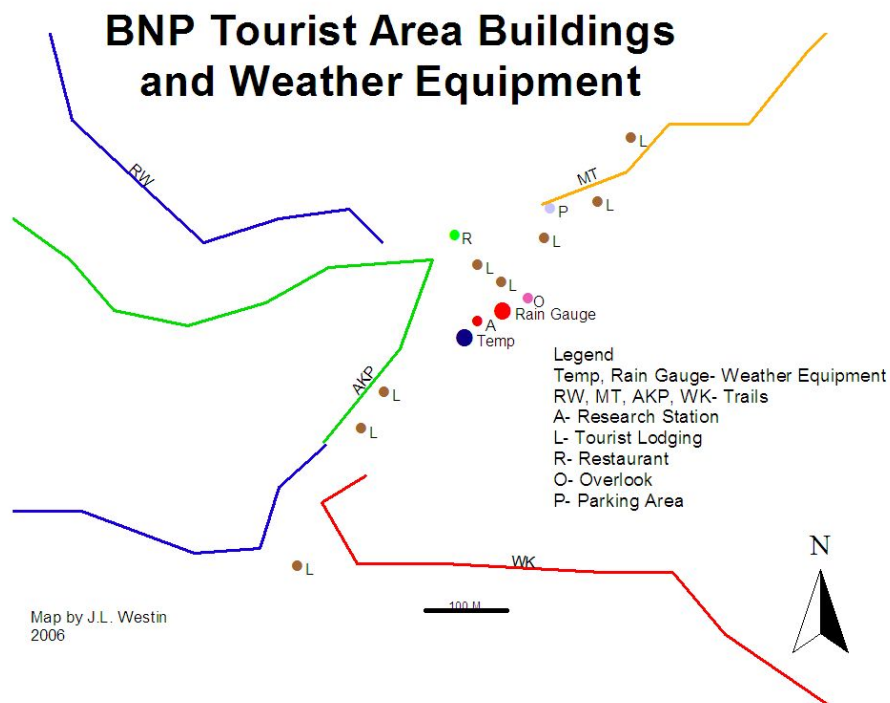 BNP Tourist Area Buildings
and Weather Equipment
L
RW
MT
L
P
R
L
L
L
O
Rain Gauge
A
Temp
Legend
Temp, Rain Gauge- Weather Equipment
RW, MT, AKP, WK- Trails
A- Research Station
L- Tourist Lodging
R- Restaurant
O- Overlook
P- Parking Area
AKP
L
L
N
WK
L
100 M
Map by J.L. Westin
2006